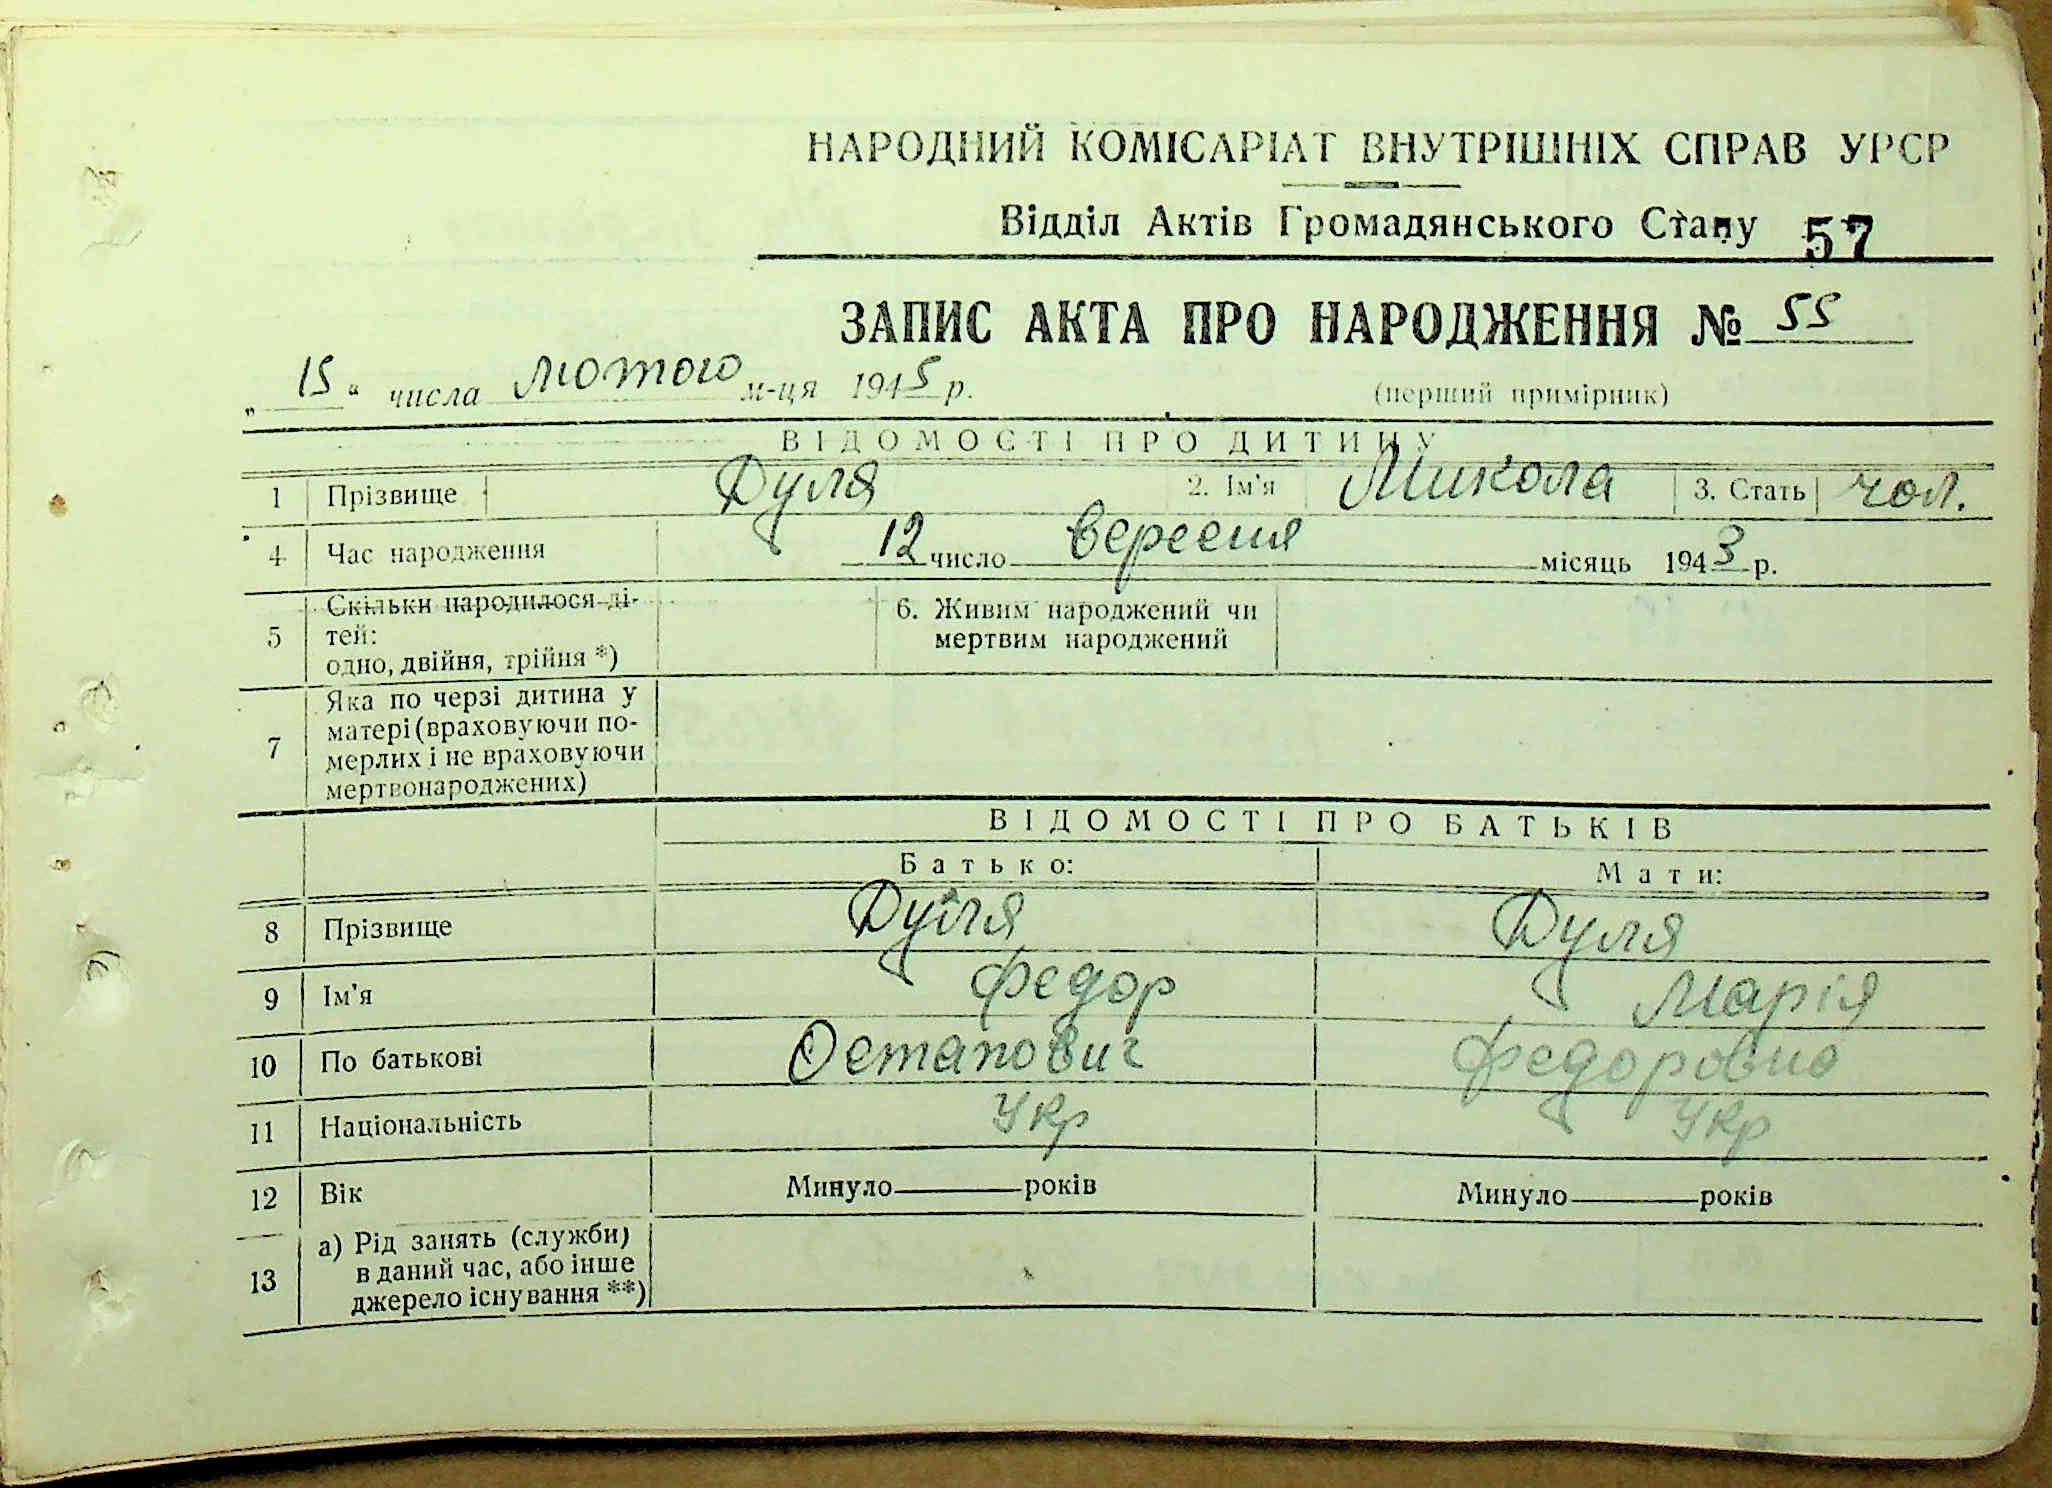 НАРОДНИЙ КОМІСАРІАТ ВНУТРІШНІХ СПРАВ УРСР
Відділ Актів Громадянського Стану 57
ЗАПИС АКТА ПРО НАРОДЖЕННЯ № 55
„ 15 “ числа лютого м-ця 1945 р. (перший примірник)
ВІДОМОСТІ ПРО ДИТИНУ
1 Прізвище Дуля 2. Ім'я Микола 3. Стать чол.
4 Час народження 12 число вересня місяць 1943 р.
5 Скільки народилося ді-
тей:
одно, двійня, трійня *)
6. Живим народжений чи
мертвим народжений
7 Яка по черзі дитина у
матері (враховуючи по-
мерлих і не враховуючи
мертвонароджених)
ВІДОМОСТІ ПРО БАТЬКІВ
Батько: Мати:
8 Прізвище Дуля Дуля
9 Ім'я Федор Марія
10 По батькові Остапович Федоровна
11 Національність Укр Укр
12 Вік Минуло років Минуло років
13 а) Рід занять (служби)
в даний час, або інше
джерело існування **)